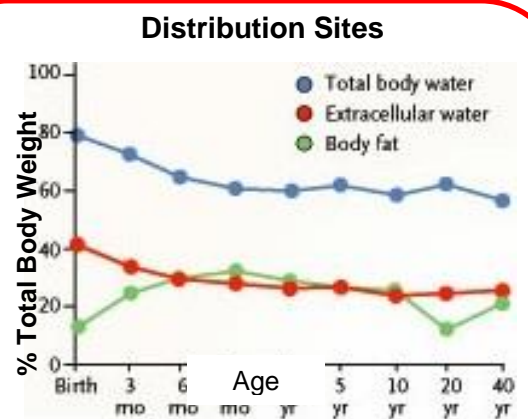 Distribution Sites
100
80
60
40
20
0
% Total Body Weight
Total body water
Extracellular water
Body fat
Birth 3 6 5 10 20 40
mo mo mo yr yr yr yr yr
Age